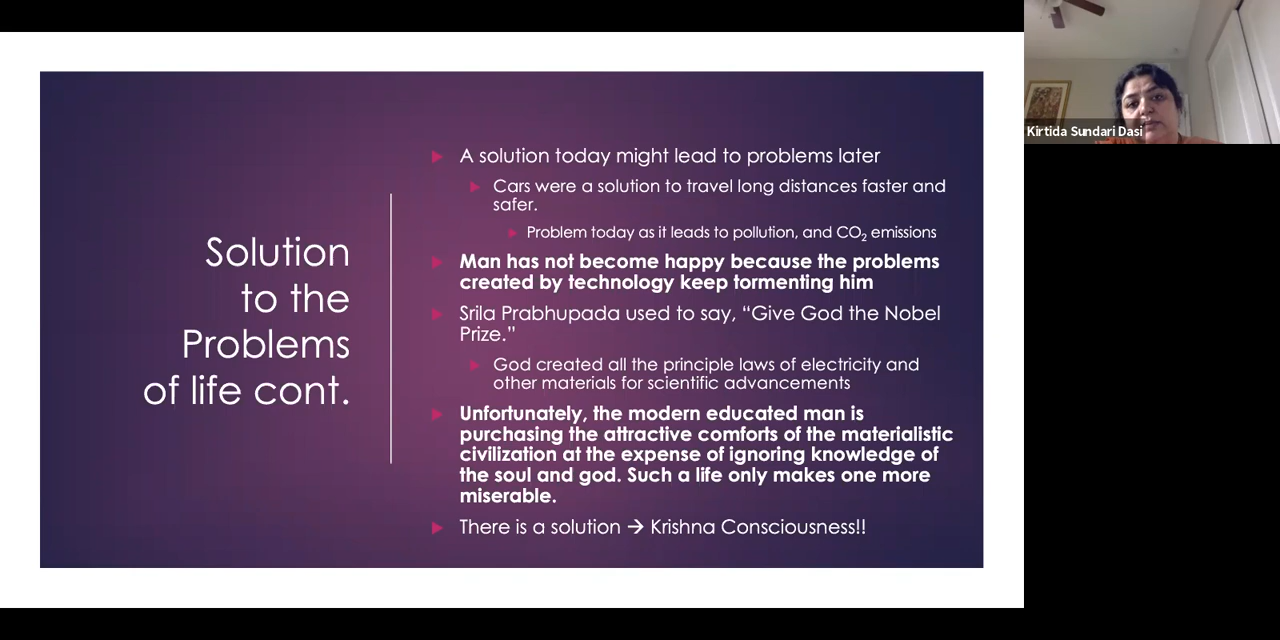 Solution
to the
Problems
of life cont.
A solution today might lead to problems later
Cars were a solution to travel long distances faster and
safer.
Problem today as it leads to pollution, and CO₂ emissions
Man has not become happy because the problems
created by technology keep tormenting him
Srila Prabhupada used to say, “Give God the Nobel
Prize.”
God created all the principle laws of electricity and
other materials for scientific advancements
Unfortunately, the modern educated man is
purchasing the attractive comforts of the materialistic
civilization at the expense of ignoring knowledge of
the soul and god. Such a life only makes one more
miserable.
There is a solution → Krishna Consciousness!!
Kirtida Sundari Dasi